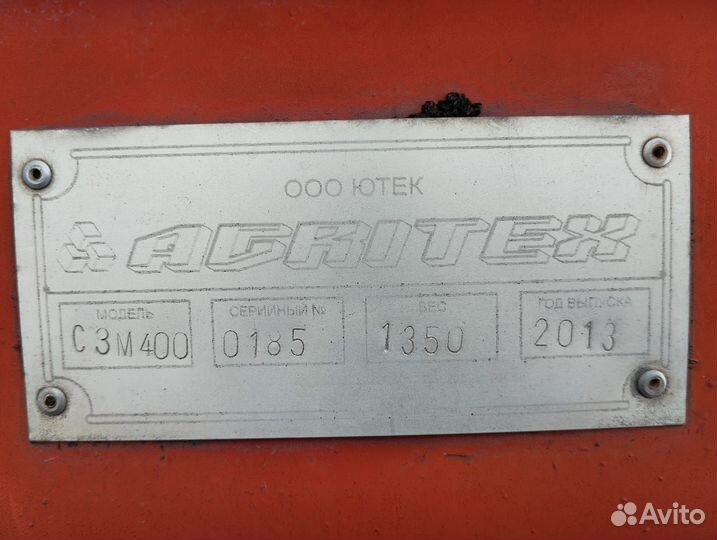 ООО ЮТЕК
AGRITEX
МОДЕЛЬ СЕРИЙНЫЙ № ВЕС ГОД ВЫПУСКА
СЗМ400 0185 1350 2013
Avito